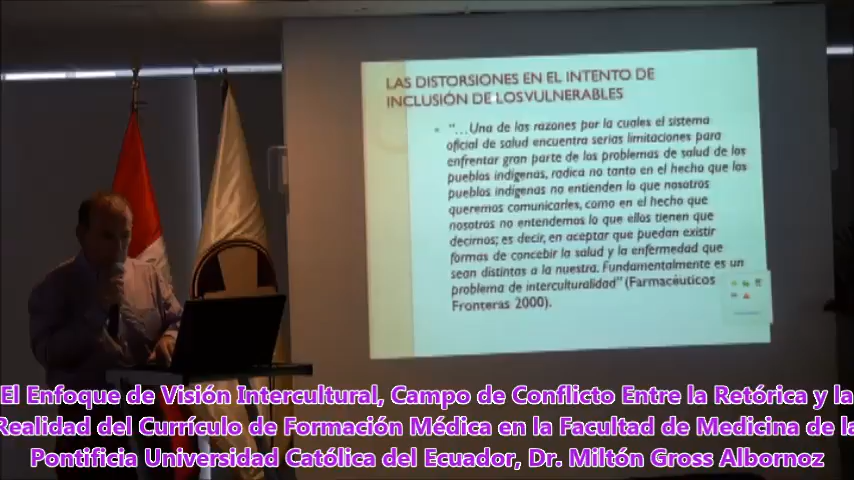 LAS DISTORSIONES EN EL INTENTO DE
INCLUSIÓN DE LOS VULNERABLES
"…Una de las razones por la cuales el sistema
oficial de salud encuentra serias limitaciones para
enfrentar gran parte de los problemas de salud de los
pueblos indígenas, radica no tanto en el hecho que los
pueblos indígenas no entienden lo que nosotros
queremos comunicarles, como en el hecho que
nosotros no entendemos lo que ellos tienen que
decirnos; es decir, en aceptar que puedan existir
formas de concebir la salud y la enfermedad que
sean distintas a la nuestra. Fundamentalmente es un
problema de interculturalidad" (Farmacéuticos
Fronteras 2000).
El Enfoque de Visión Intercultural, Campo de Conflicto Entre la Retórica y la
Realidad del Currículo de Formación Médica en la Facultad de Medicina de la
Pontificia Universidad Católica del Ecuador, Dr. Miltón Gross Albornoz